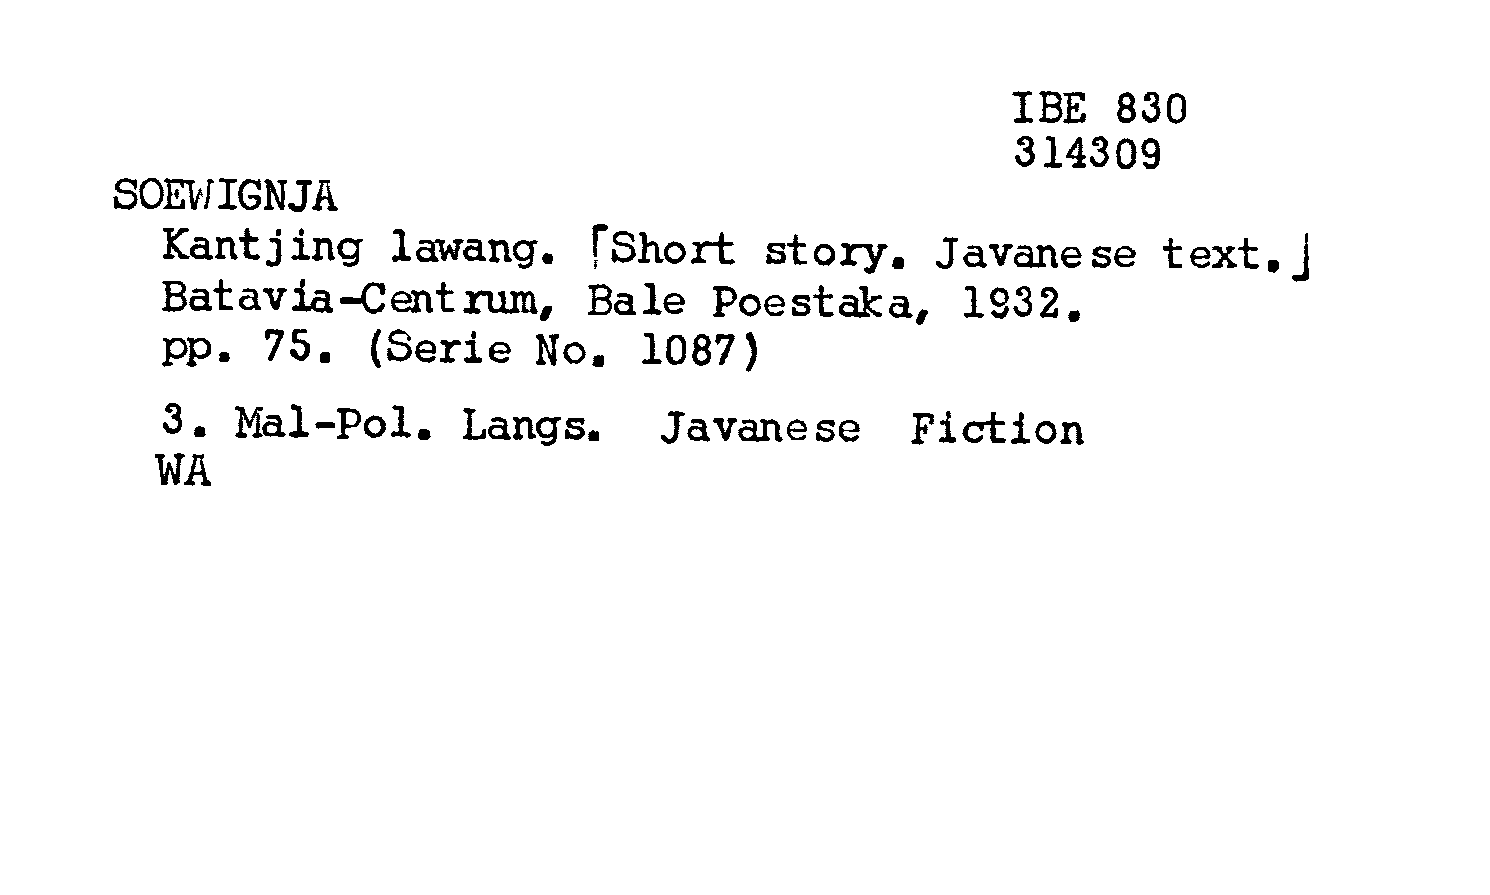 IBE 830
314309
SOEWIGNJA
Kantjing lawang. ⌈Short story. Javanese text.⌋
Batavia-Centrum, Bale Poestaka, 1932.
pp. 75. (Serie No. 1087)
3. Mal-Pol. Langs. Javanese Fiction
WA